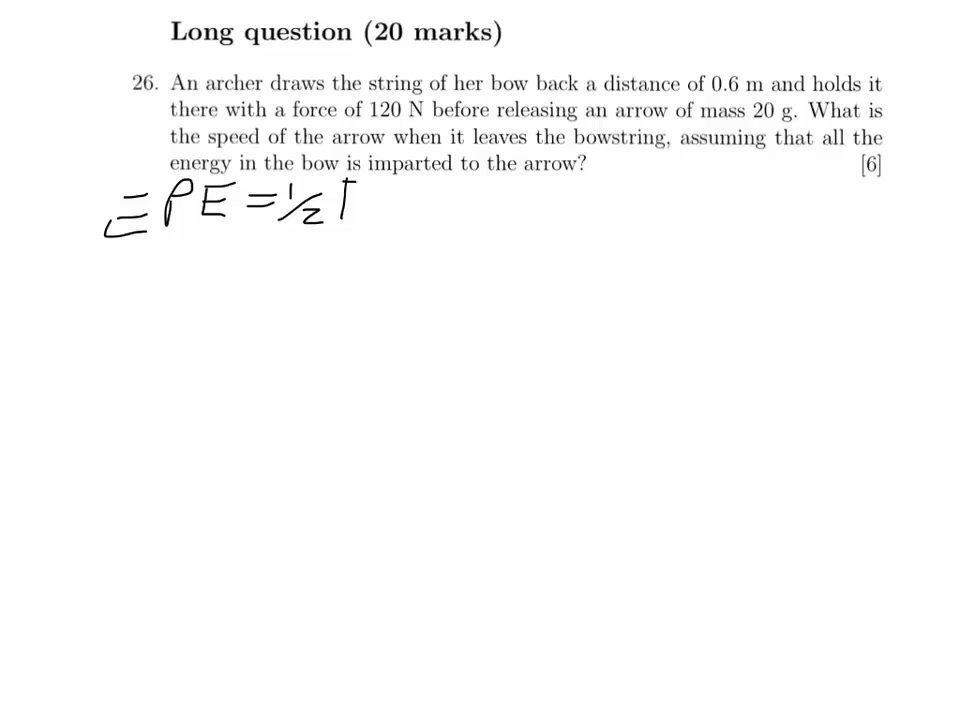 Long question (20 marks)
26. An archer draws the string of her bow back a distance of 0.6 m and holds it
there with a force of 120 N before releasing an arrow of mass 20 g. What is
the speed of the arrow when it leaves the bowstring, assuming that all the
energy in the bow is imparted to the arrow? [6]
EPE = 1/2